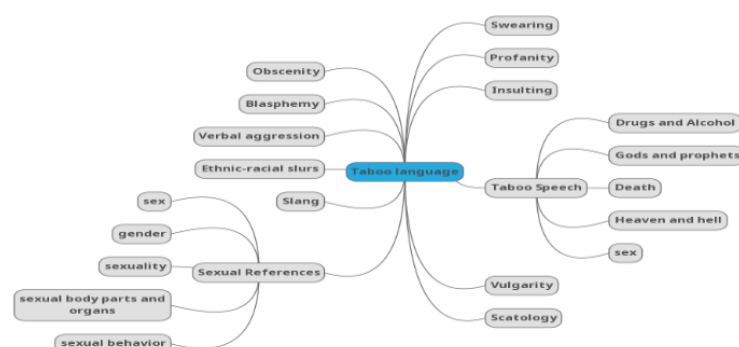 Swearing
Profanity
Insulting
Obscenity
Blasphemy
Verbal aggression
Ethnic-racial slurs
Slang
Taboo language
Taboo Speech
Drugs and Alcohol
Gods and prophets
Death
Heaven and hell
sex
Sexual References
sex
gender
sexuality
sexual body parts and
organs
sexual behavior
Vulgarity
Scatology